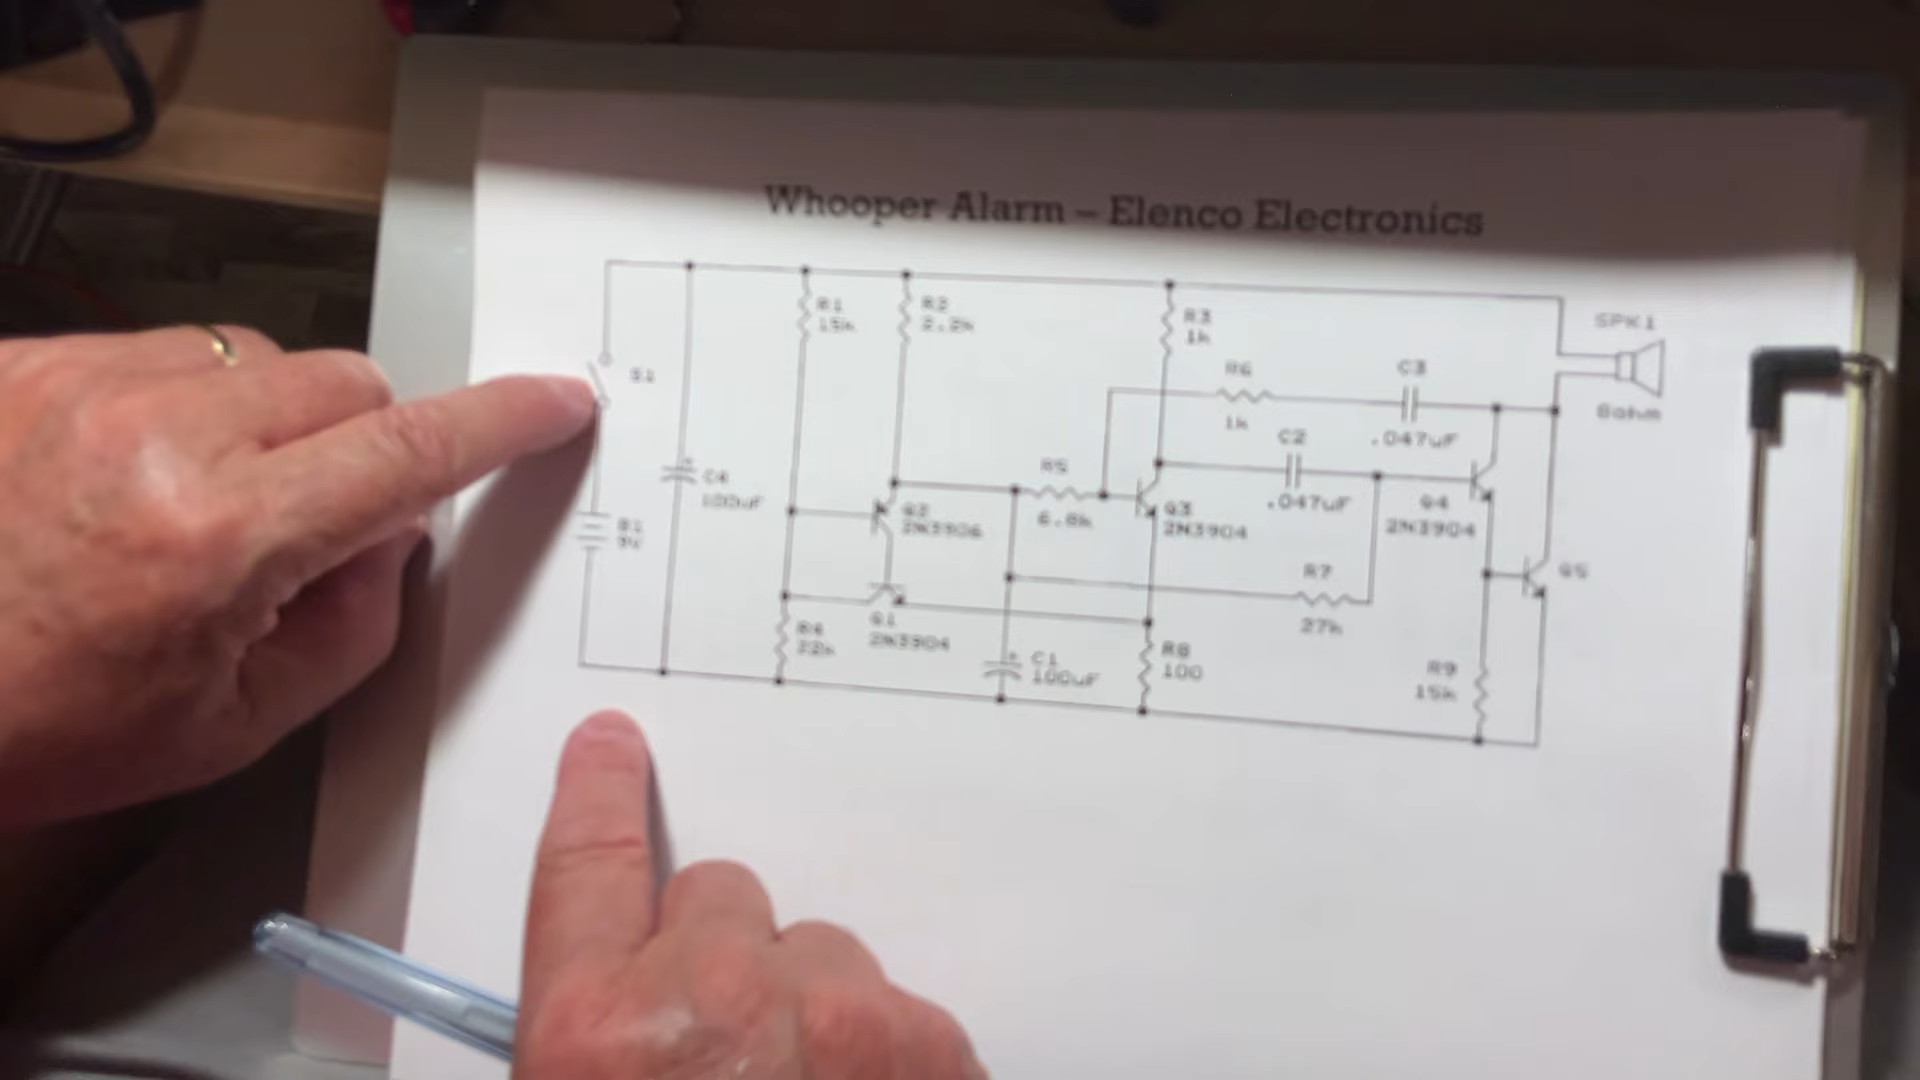 Whooper Alarm – Elenco Electronics
R1
15k
R2
2.2k
R3
1k
SPK1
8ohm
S1
R6
1k
C3
.047uF
C2
.047uF
R5
6.8k
C4
100uF
B1
9V
Q2
2N3906
Q3
2N3904
Q4
2N3904
Q5
R7
27k
Q1
2N3904
R4
C1
100uF
R8
100
R9
15k